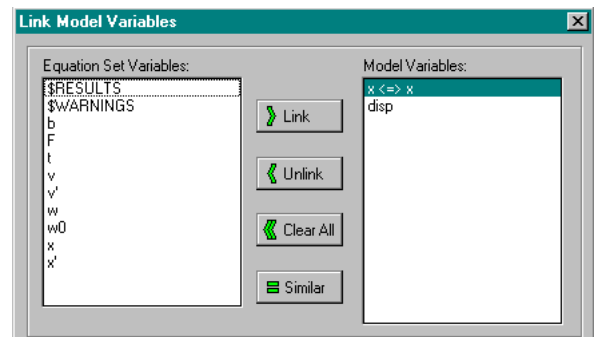 Link Model Variables
Equation Set Variables:
$RESULTS
$WARNINGS
b
F
t
v
v'
w
w0
x
x'
Link
Unlink
Clear All
Similar
Model Variables:
x <=> x
disp